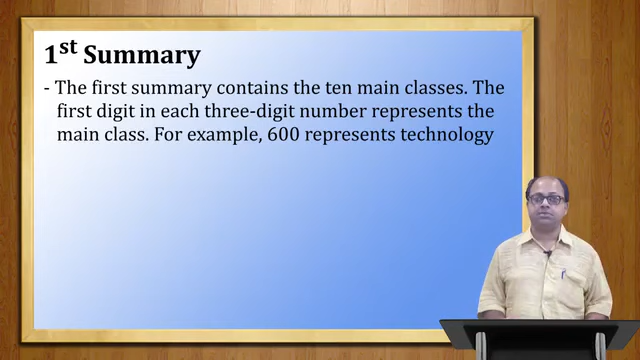 1st Summary
- The first summary contains the ten main classes. The
first digit in each three-digit number represents the
main class. For example, 600 represents technology